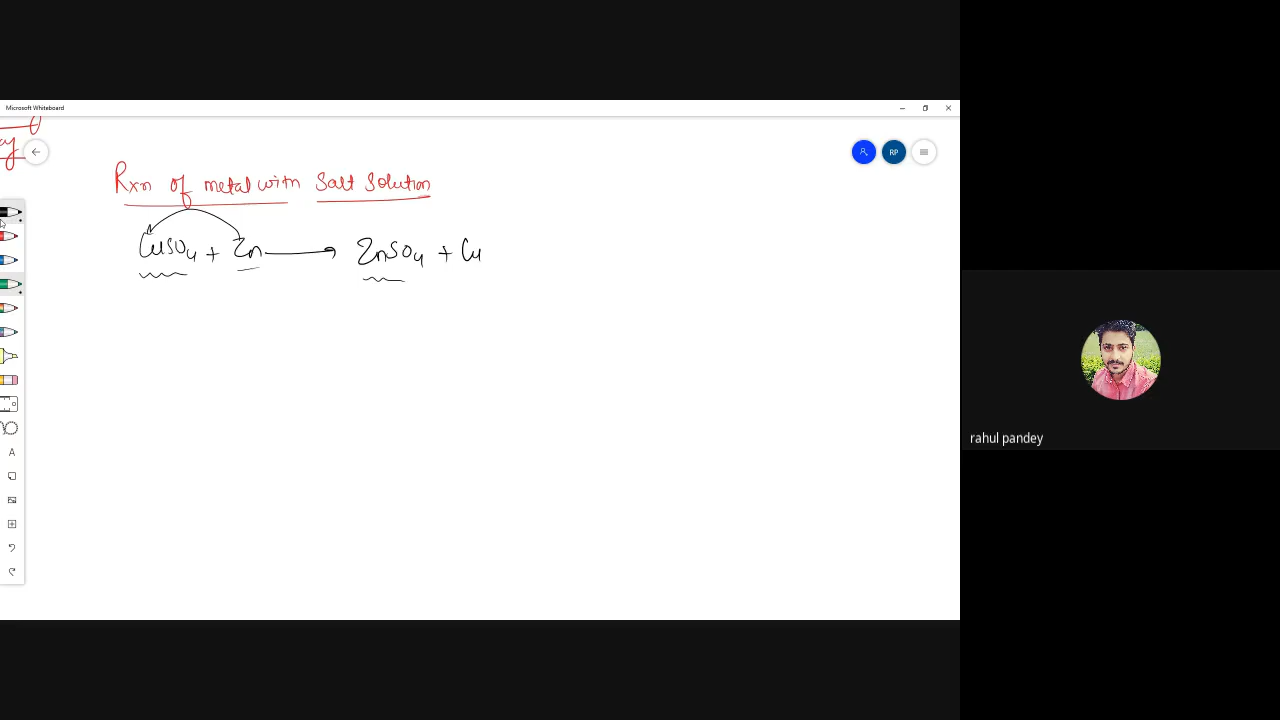 Microsoft Whiteboard
RP
Rxn of metal with Salt Solution
CuSO4 + Zn → ZnSO4 + Cu
A
rahul pandey